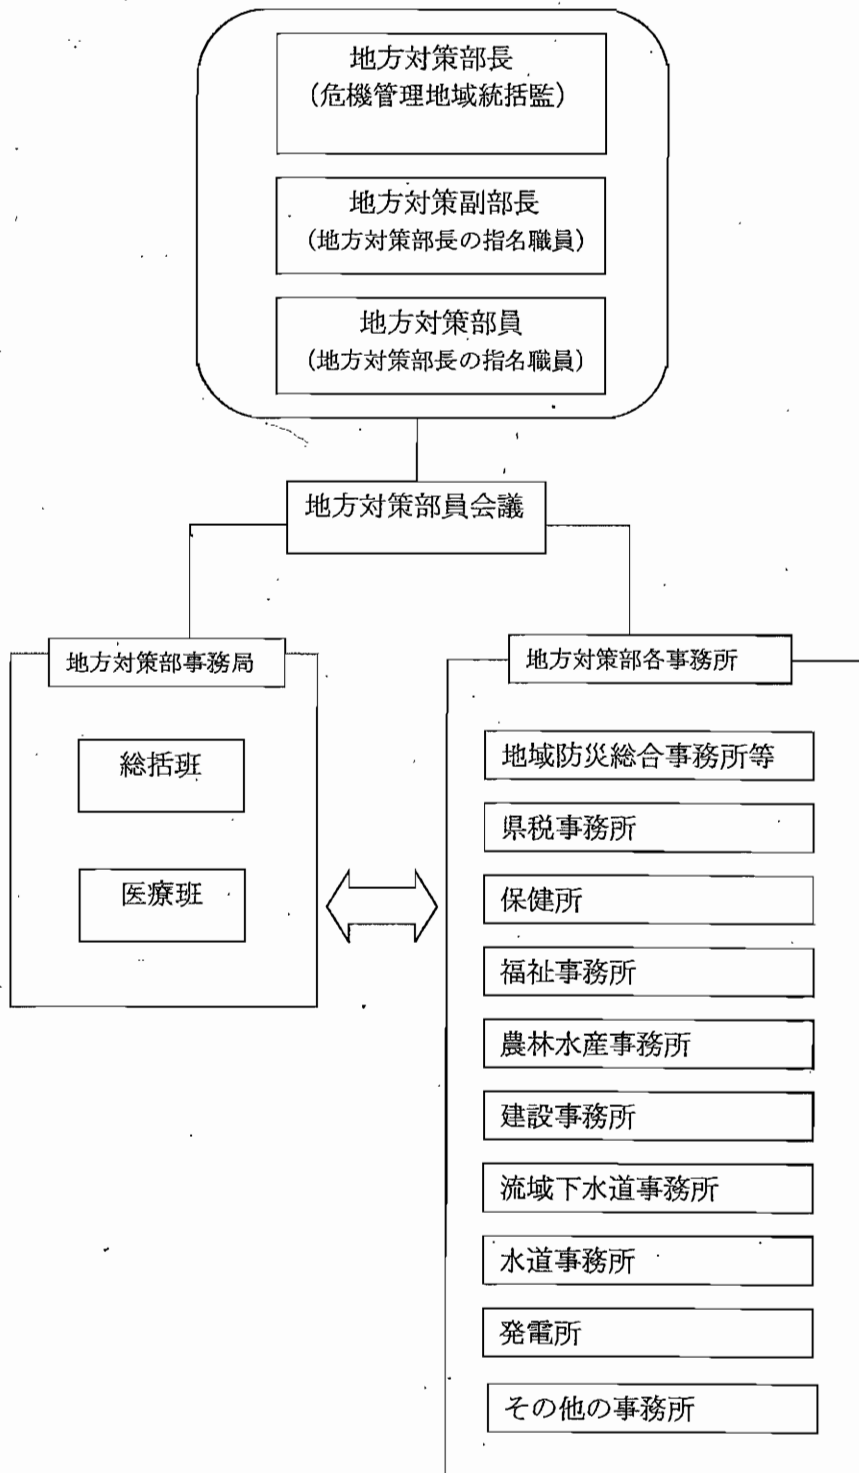 地方対策部長
（危機管理地域統括監）
地方対策副部長
（地方対策部長の指名職員）
地方対策部員
（地方対策部長の指名職員）
地方対策部員会議
地方対策部事務局
総括班
医療班
地方対策部各事務所
地域防災総合事務所等
県税事務所
保健所
福祉事務所
農林水産事務所
建設事務所
流域下水道事務所
水道事務所
発電所
その他の事務所